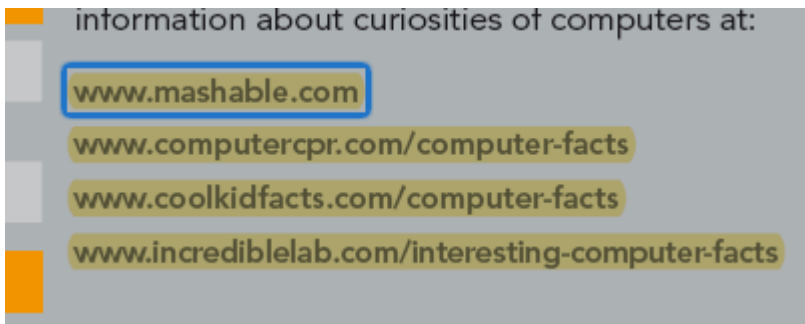 information about curiosities of computers at:
www.mashable.com
www.computercpr.com/computer-facts
www.coolkidfacts.com/computer-facts
www.incrediblelab.com/interesting-computer-facts